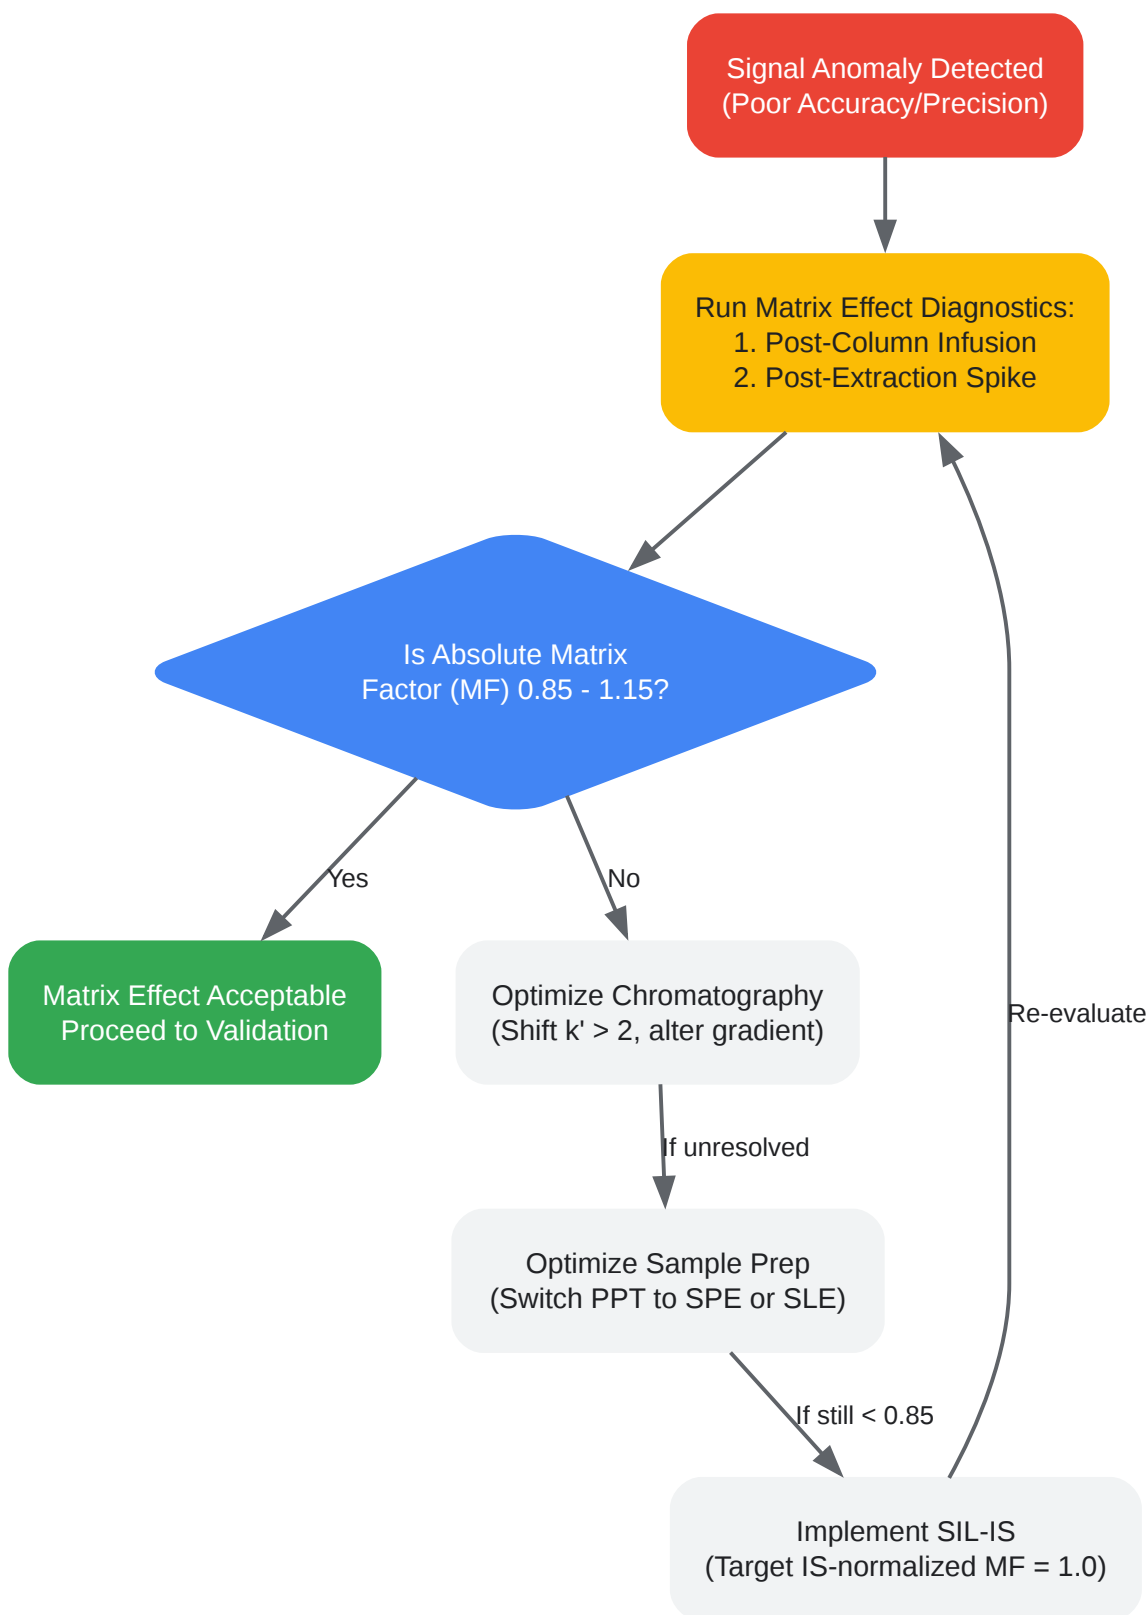 Signal Anomaly Detected
(Poor Accuracy/Precision)
Run Matrix Effect Diagnostics:
1. Post-Column Infusion
2. Post-Extraction Spike
Is Absolute Matrix
Factor (MF) 0.85 - 1.15?
Yes
No
Matrix Effect Acceptable
Proceed to Validation
Optimize Chromatography
(Shift k' > 2, alter gradient)
Re-evaluate
If unresolved
Optimize Sample Prep
(Switch PPT to SPE or SLE)
If still < 0.85
Implement SIL-IS
(Target IS-normalized MF = 1.0)